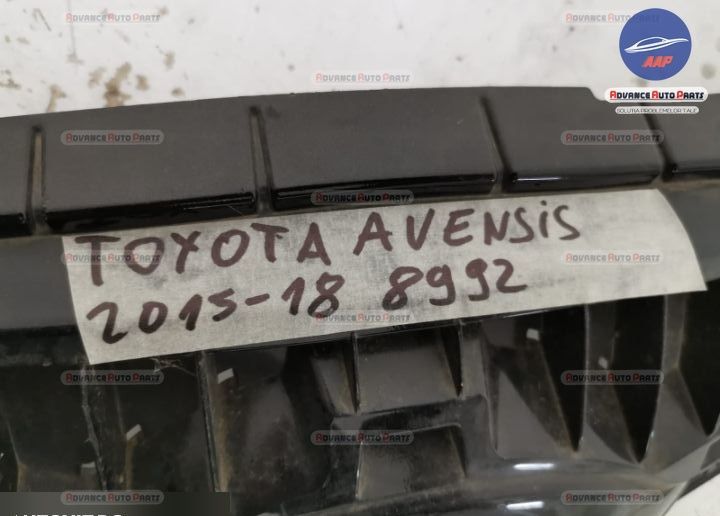 AAP
ADVANCE AUTO PARTS
SOLUTIA PROBLEMELOR TALE
TOYOTA AVENSIS
2015-18 8992